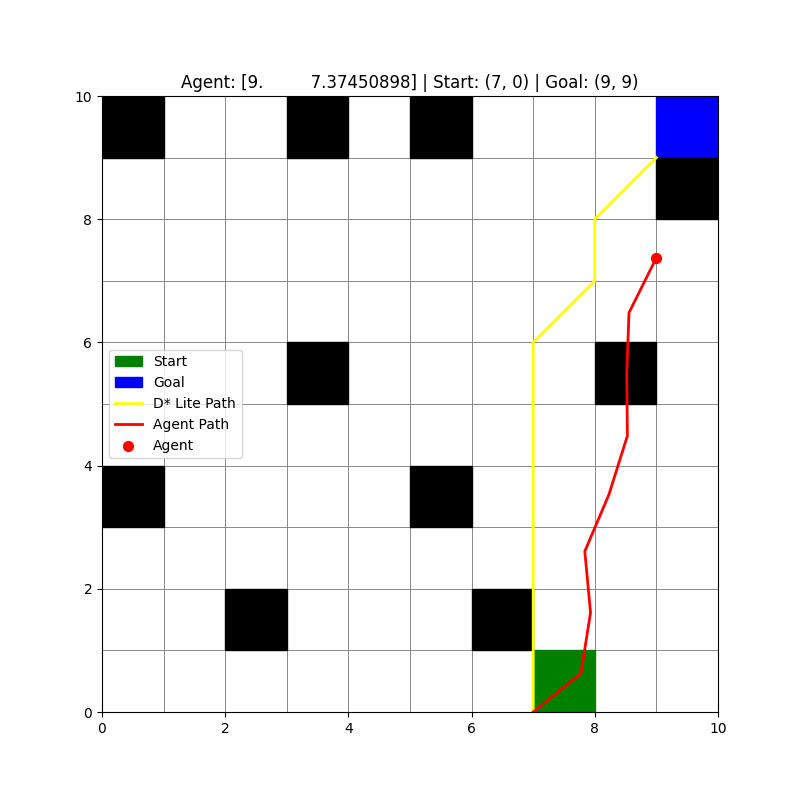 Agent: [9.         7.37450898] | Start: (7, 0) | Goal: (9, 9)
10
8
6
4
2
0
Start
Goal
D* Lite Path
Agent Path
Agent
0 2 4 6 8 10